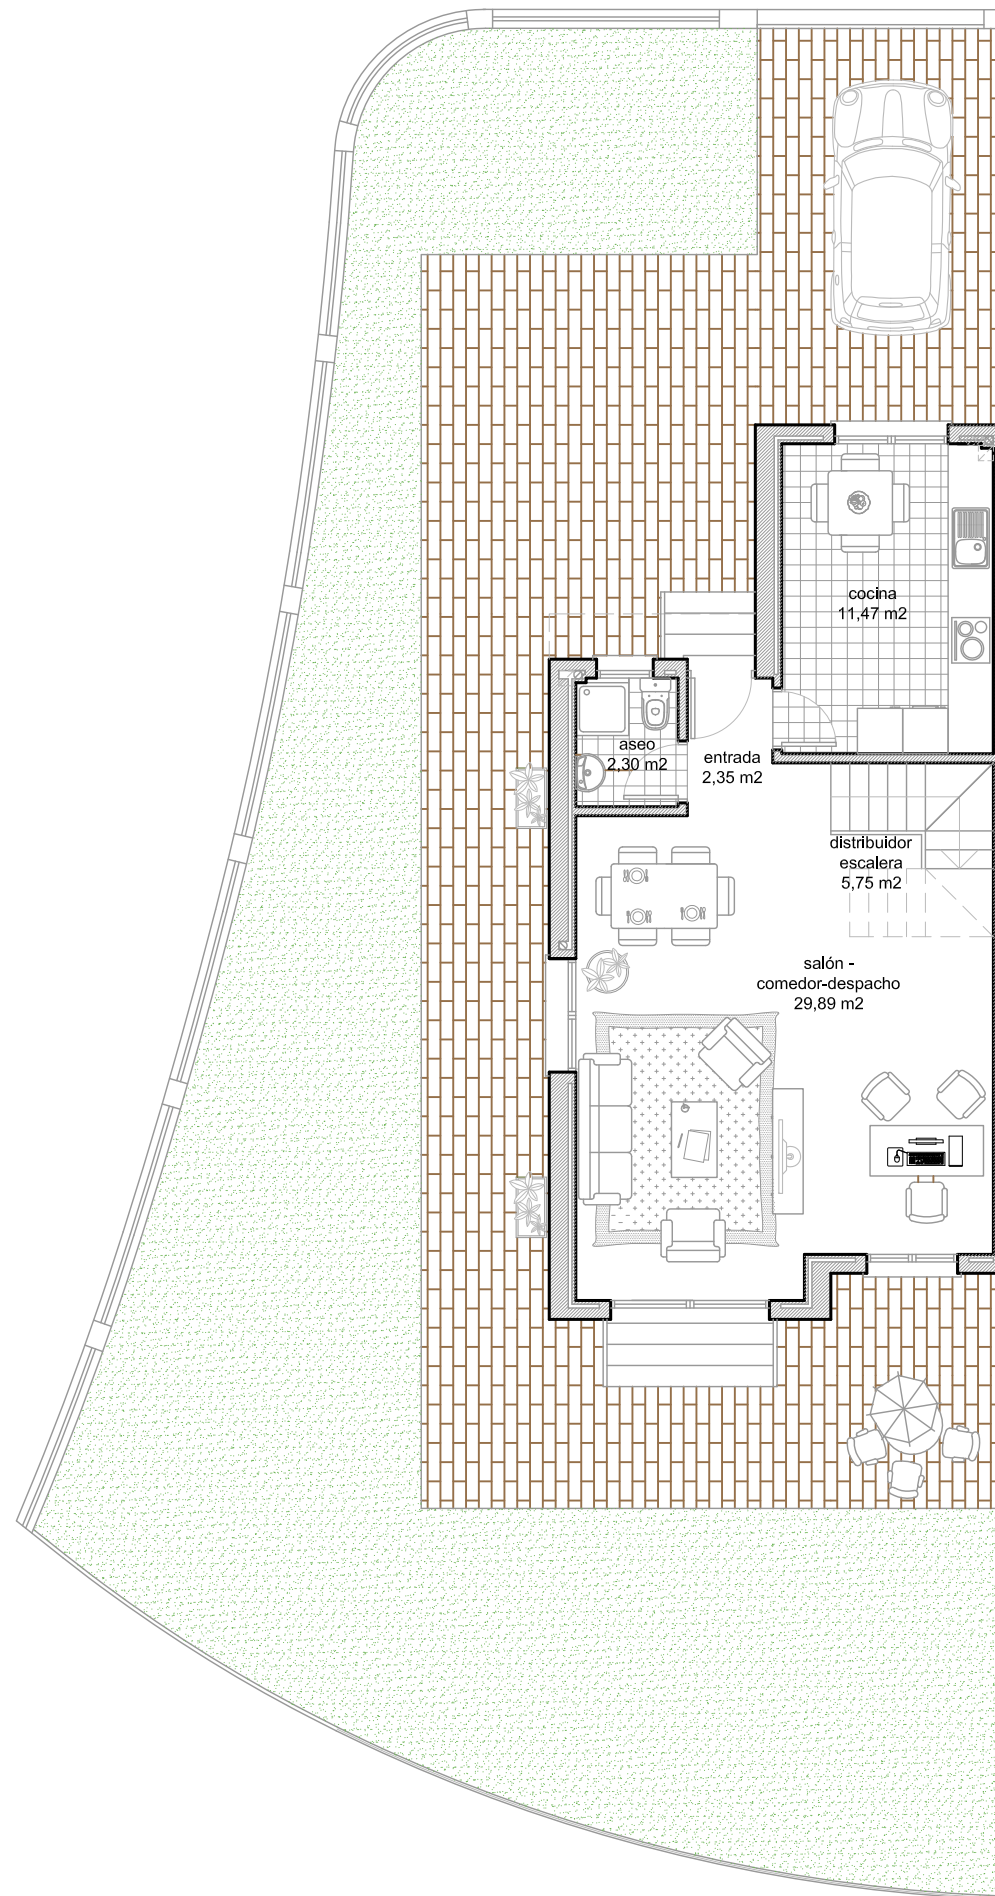 cocina
11,47 m2
aseo
2,30 m2
entrada
2,35 m2
distribuidor
escalera
5,75 m2
salón -
comedor-despacho
29,89 m2